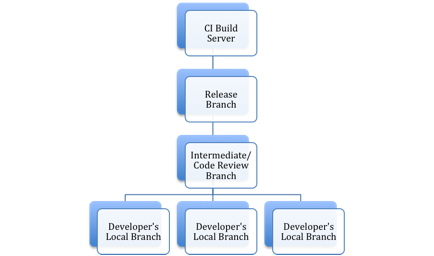 CI Build
Server
Release
Branch
Intermediate/
Code Review
Branch
Developer's
Local Branch
Developer's
Local Branch
Developer's
Local Branch